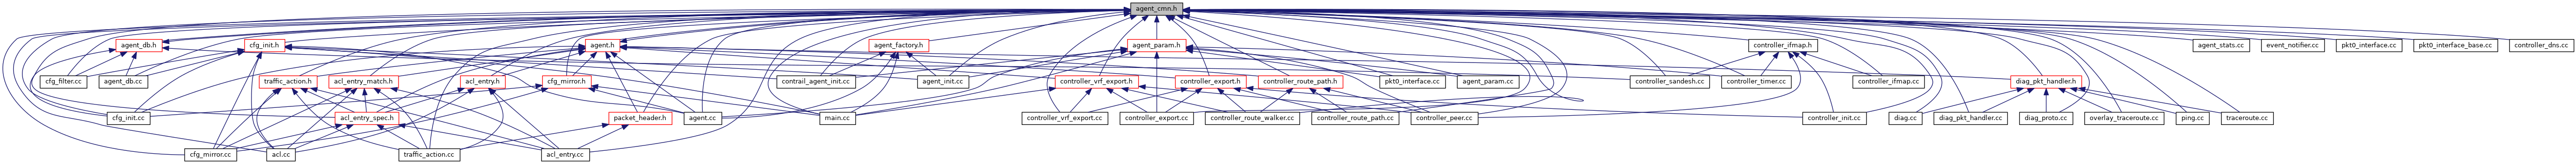 agent_cmn.h
agent_db.h
cfg_init.h
agent.h
agent_factory.h
agent_param.h
controller_ifmap.h
agent_stats.cc
event_notifier.cc
pkt0_interface.cc
pkt0_interface_base.cc
controller_dns.cc
cfg_filter.cc
agent_db.cc
traffic_action.h
acl_entry_match.h
acl_entry.h
cfg_mirror.h
contrail_agent_init.cc
agent_init.cc
controller_vrf_export.h
controller_export.h
controller_route_path.h
pkt0_interface.cc
agent_param.cc
controller_sandesh.cc
controller_timer.cc
controller_ifmap.cc
diag_pkt_handler.h
cfg_init.cc
acl_entry_spec.h
packet_header.h
agent.cc
main.cc
controller_vrf_export.cc
controller_export.cc
controller_route_walker.cc
controller_route_path.cc
controller_peer.cc
controller_init.cc
diag.cc
diag_pkt_handler.cc
diag_proto.cc
overlay_traceroute.cc
ping.cc
traceroute.cc
cfg_mirror.cc
acl.cc
traffic_action.cc
acl_entry.cc